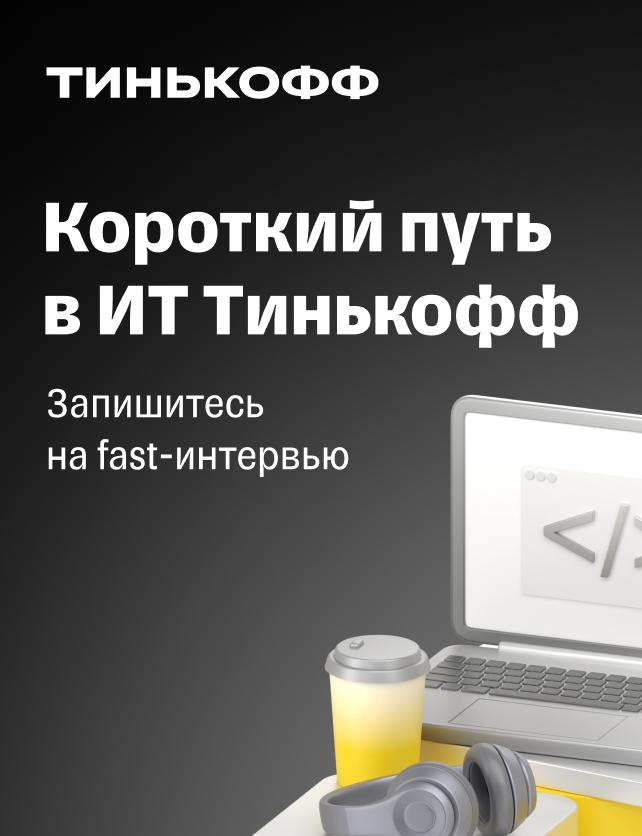 ТИНЬКОФФ
Короткий путь
в ИТ Тинькофф
Запишитесь
на fast-интервью
</>